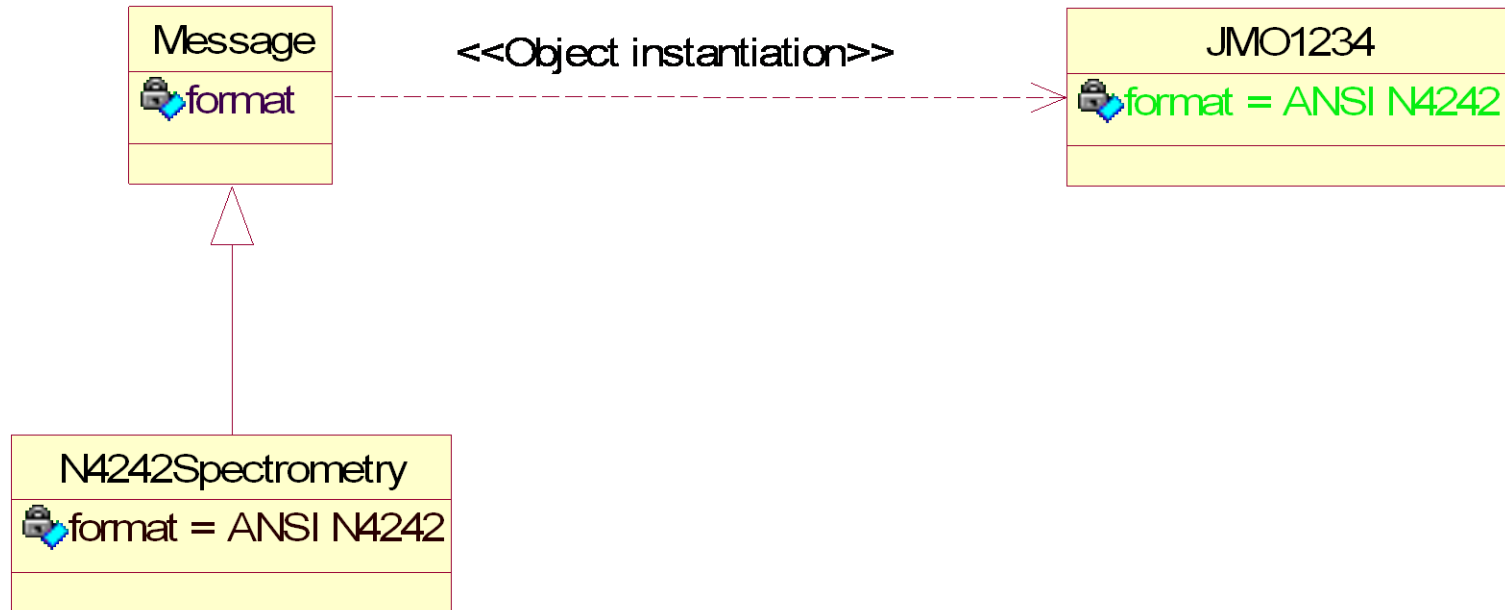 Message
<<Object instantiation>>
JMO1234
format
format = ANSI N4242
N4242Spectrometry
format = ANSI N4242